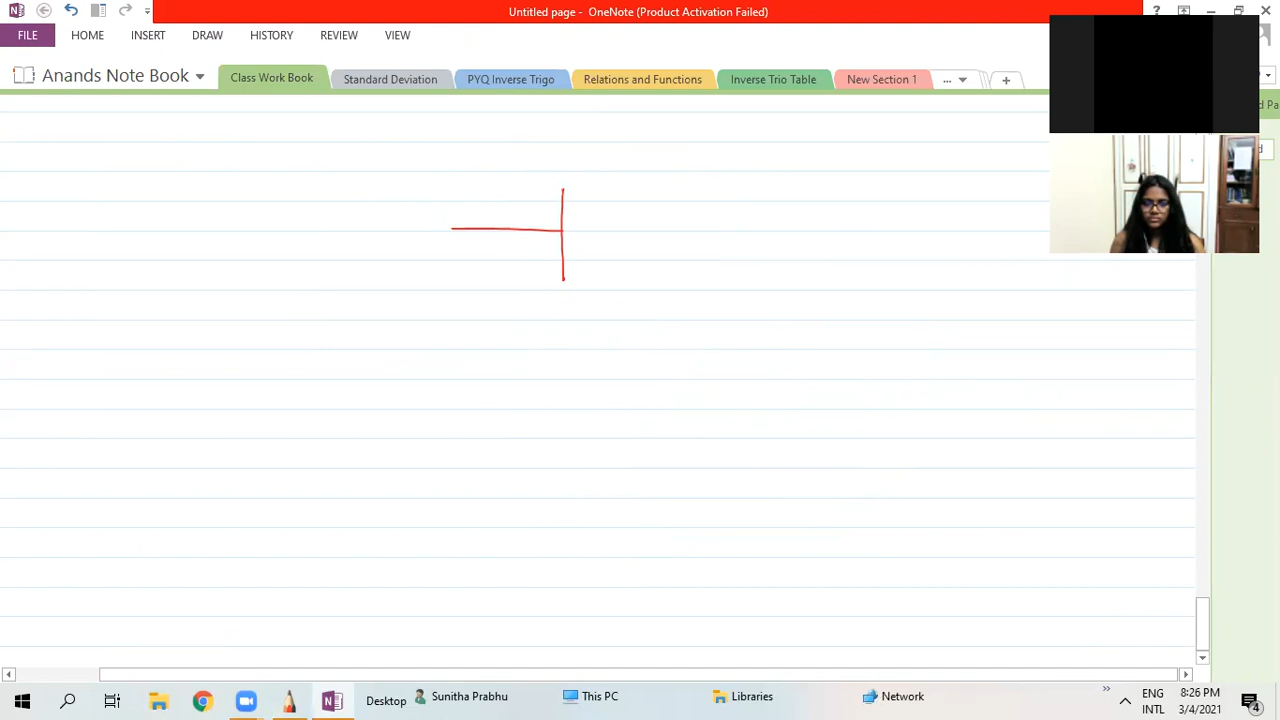 Untitled page - OneNote (Product Activation Failed)
FILE HOME INSERT DRAW HISTORY REVIEW VIEW
Anands Note Book Class Work Book Standard Deviation PYQ Inverse Trigo Relations and Functions Inverse Trio Table New Section 1 ...
Desktop Sunitha Prabhu This PC Libraries Network
ENG
INTL
8:26 PM
3/4/2021
4